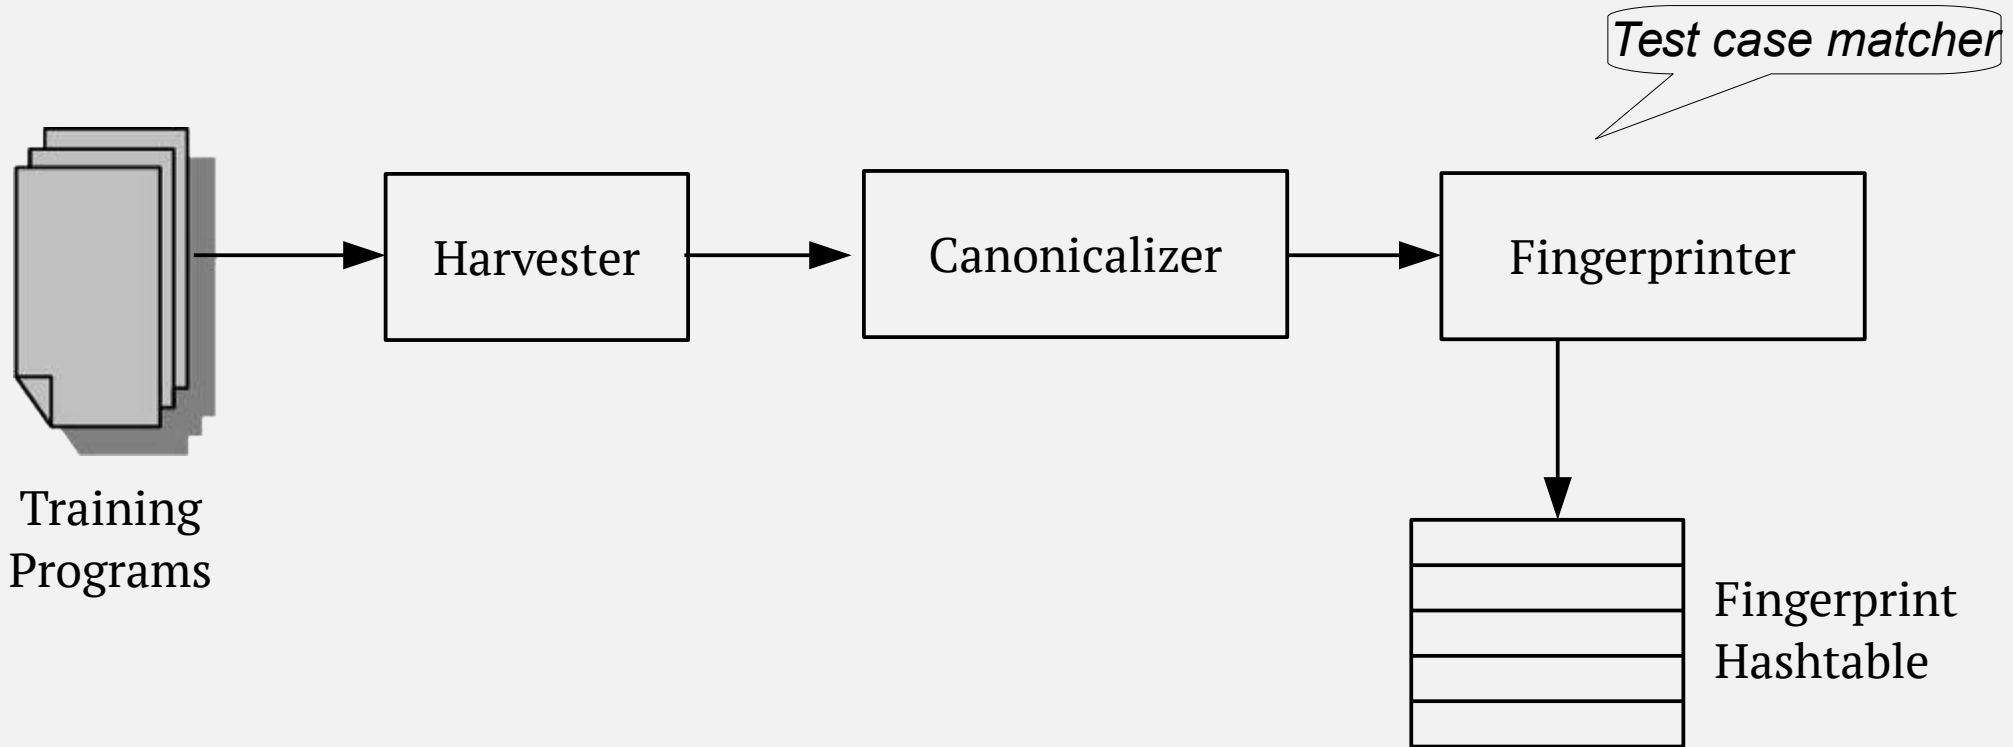 Test case matcher
Harvester
Canonicalizer
Fingerprinter
Training
Programs
Fingerprint
Hashtable